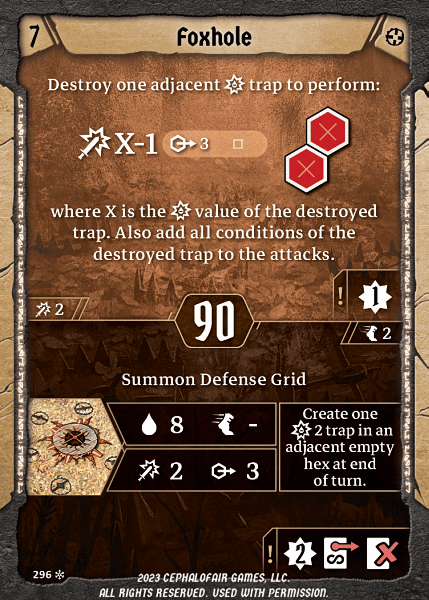 7
Foxhole
Destroy one adjacent trap to perform:
X-1 3
where X is the value of the destroyed
trap. Also add all conditions of the
destroyed trap to the attacks.
! 1
2
90
2
Summon Defense Grid
8 -
2 3
Create one
2 trap in an
adjacent empty
hex at end
of turn.
! 2
296
2023 CEPHALOFAIR GAMES, LLC.
ALL RIGHTS RESERVED. USED WITH PERMISSION.